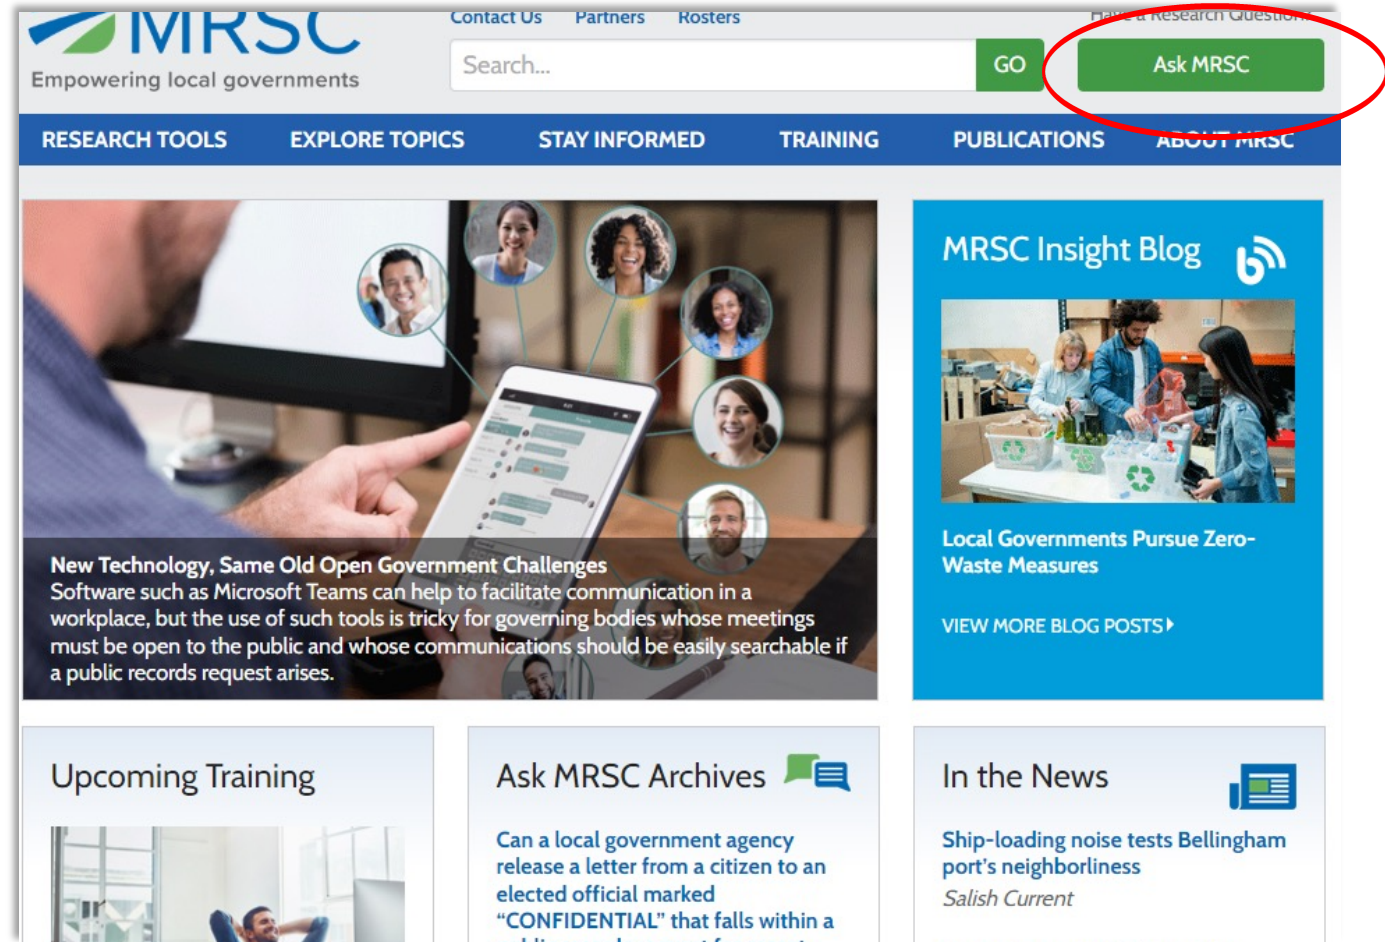 MRSC
Empowering local governments
Contact Us Partners Rosters
Have a Research Question?
Search...
GO
Ask MRSC
RESEARCH TOOLS EXPLORE TOPICS STAY INFORMED TRAINING PUBLICATIONS ABOUT MRSC
New Technology, Same Old Open Government Challenges
Software such as Microsoft Teams can help to facilitate communication in a
workplace, but the use of such tools is tricky for governing bodies whose meetings
must be open to the public and whose communications should be easily searchable if
a public records request arises.
MRSC Insight Blog
Local Governments Pursue Zero-
Waste Measures
VIEW MORE BLOG POSTS
Upcoming Training
Ask MRSC Archives
Can a local government agency
release a letter from a citizen to an
elected official marked
“CONFIDENTIAL” that falls within a
In the News
Ship-loading noise tests Bellingham
port's neighborliness
Salish Current